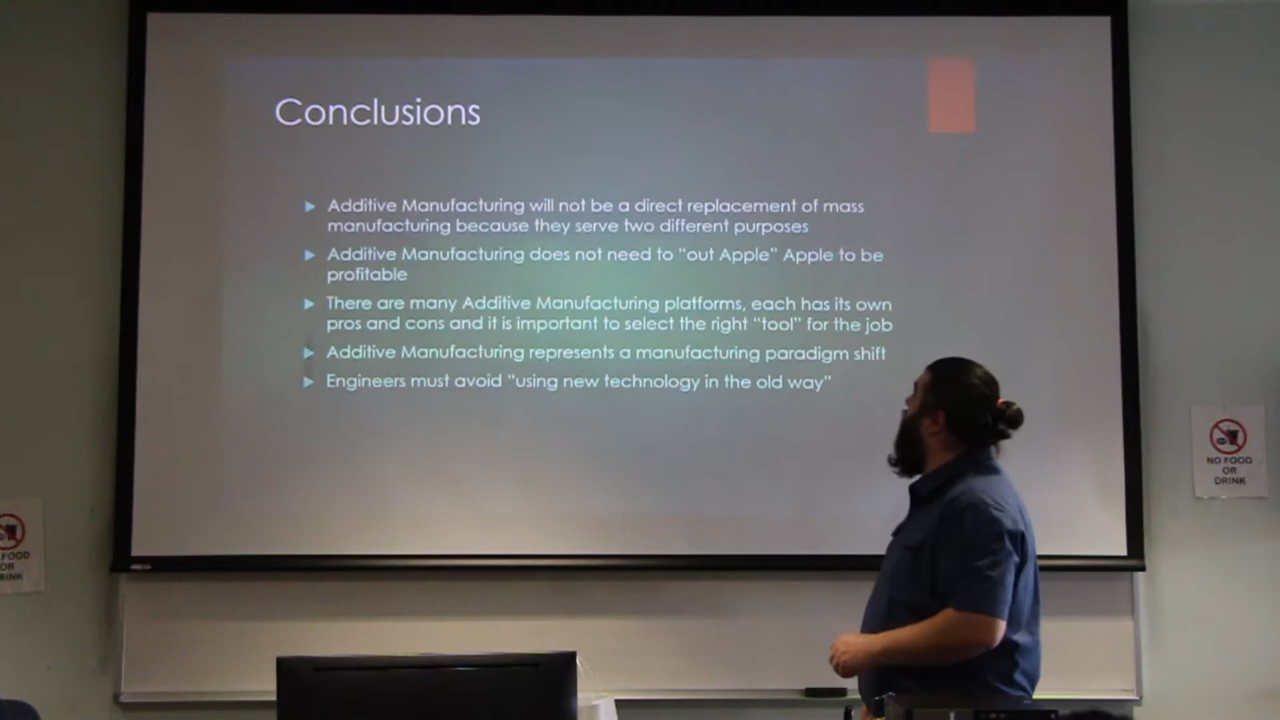 Conclusions
Additive Manufacturing will not be a direct replacement of mass
manufacturing because they serve two different purposes
Additive Manufacturing does not need to “out Apple” Apple to be
profitable
There are many Additive Manufacturing platforms, each has its own
pros and cons and it is important to select the right “tool” for the job
Additive Manufacturing represents a manufacturing paradigm shift
Engineers must avoid “using new technology in the old way”
NO FOOD
OR
DRINK
FOOD
OR